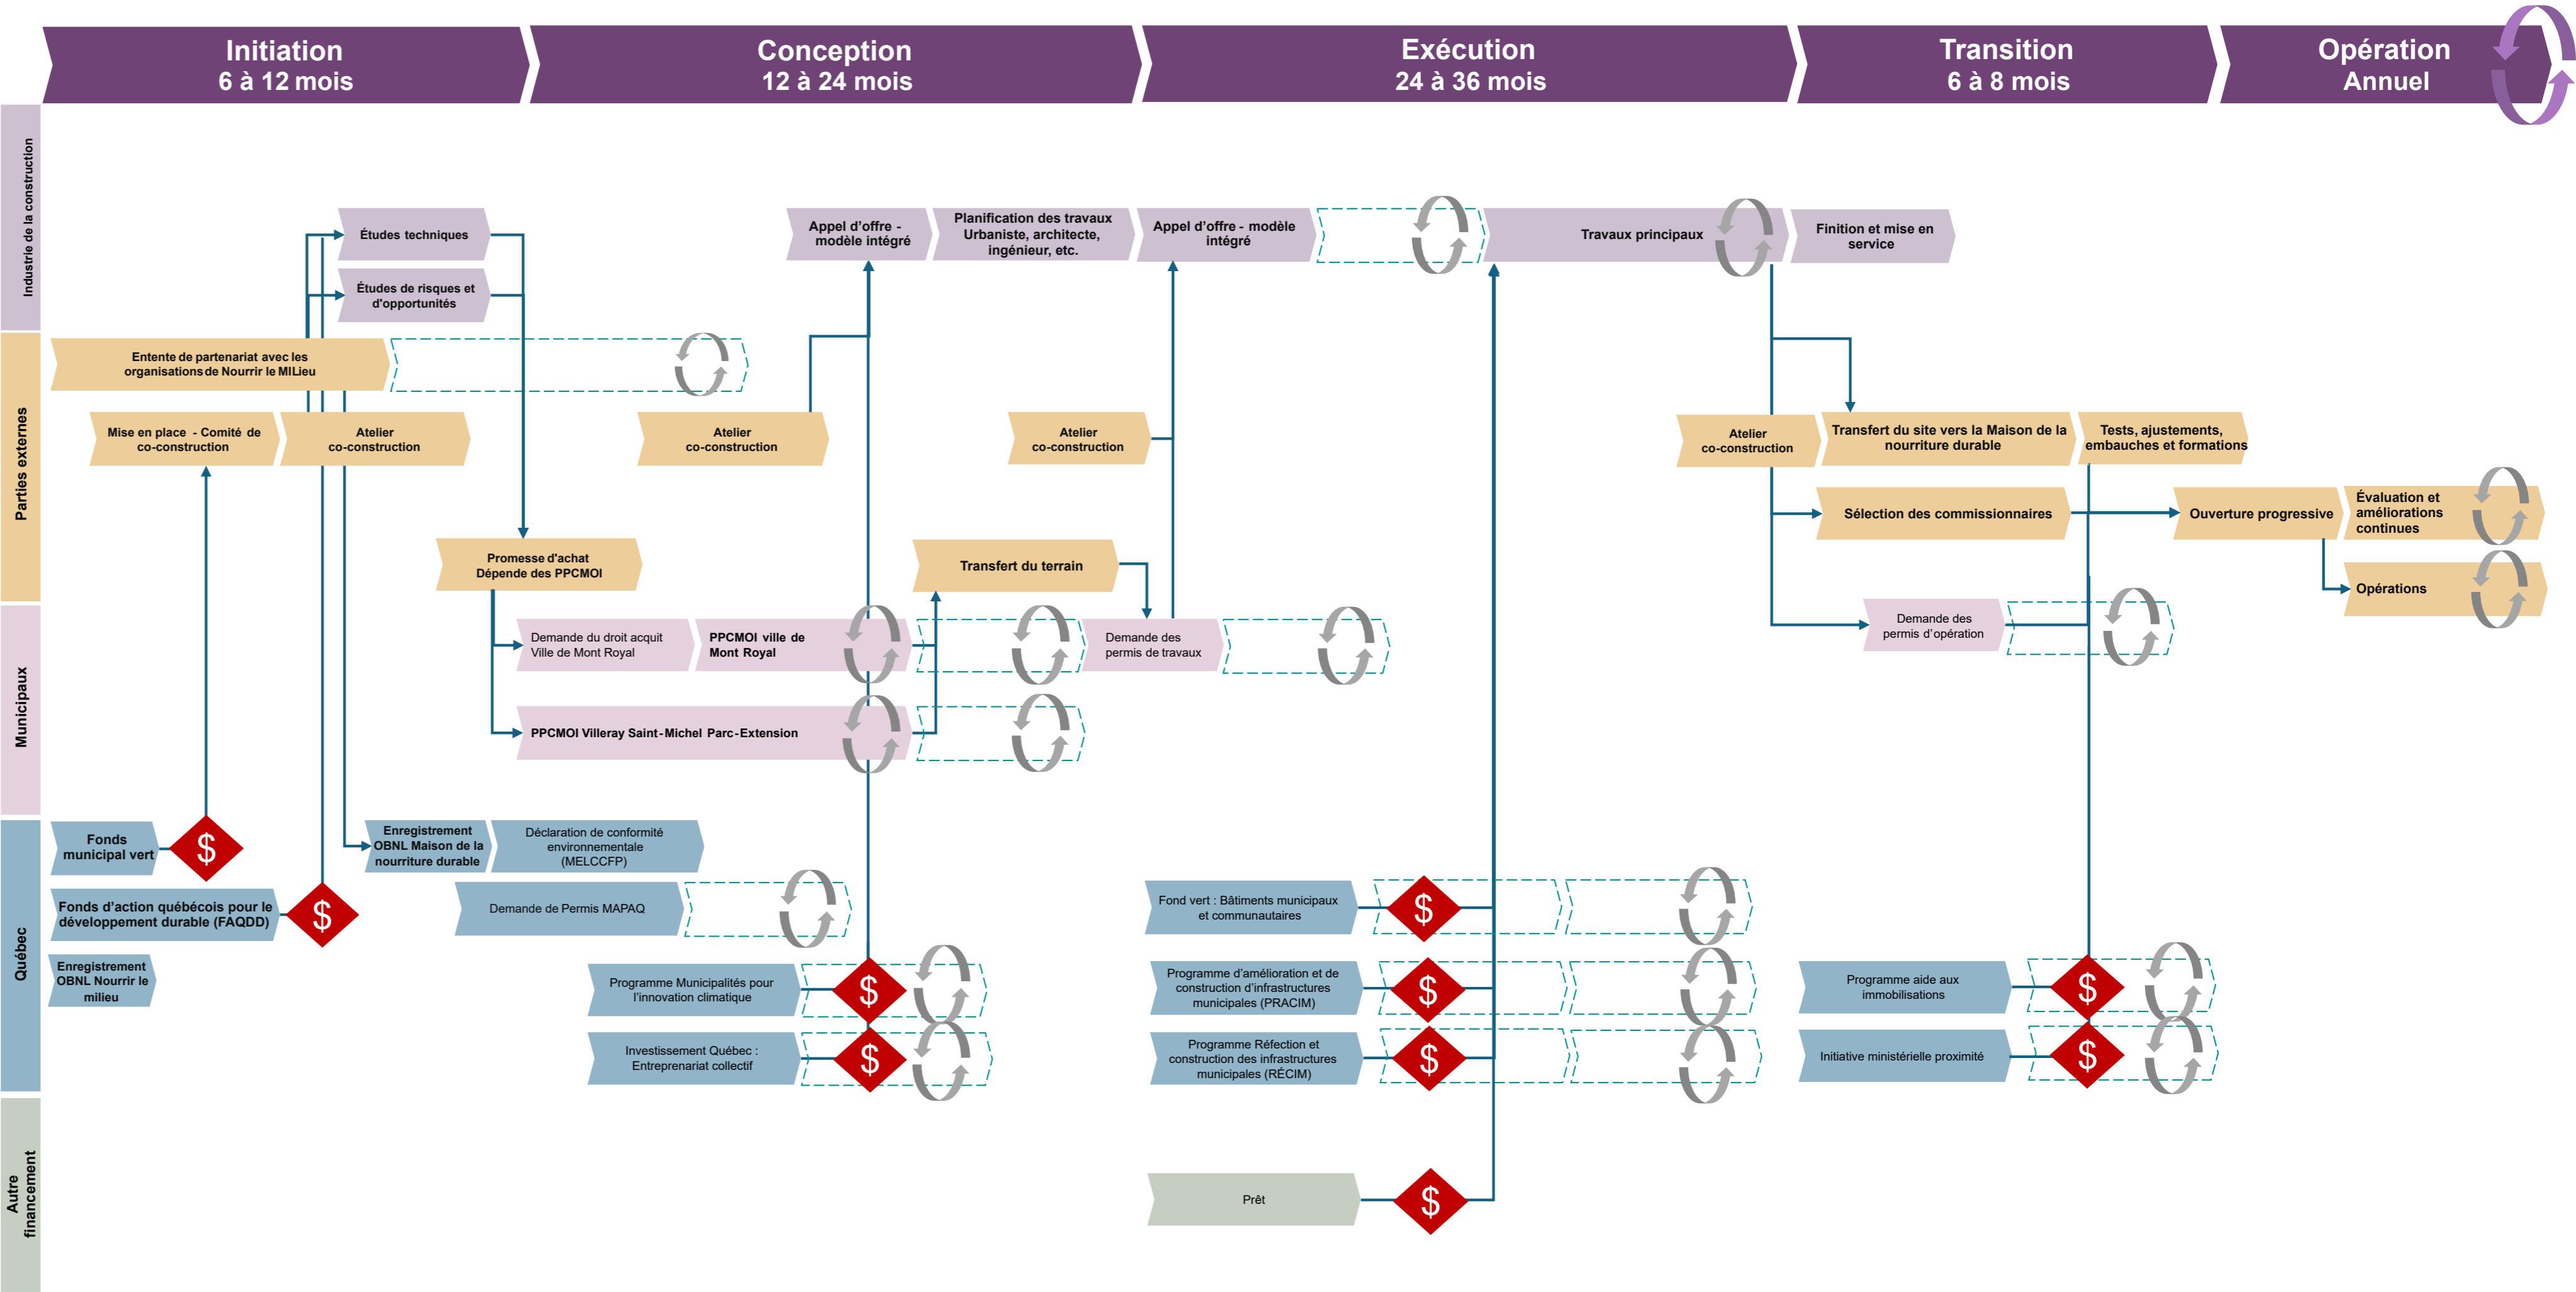 Initiation
6 à 12 mois
Conception
12 à 24 mois
Exécution
24 à 36 mois
Transition
6 à 8 mois
Opération
Annuel
Industrie de la construction
Études techniques
Études de risques et
d'opportunités
Appel d'offre -
modèle intégré
Planification des travaux
Urbaniste, architecte,
ingénieur, etc.
Appel d'offre - modèle
intégré
Travaux principaux
Finition et mise en
service
Parties externes
Entente de partenariat avec les
organisations de Nourrir le MILieu
Mise en place - Comité de
co-construction
Atelier
co-construction
Atelier
co-construction
Atelier
co-construction
Atelier
co-construction
Transfert du site vers la Maison de la
nourriture durable
Tests, ajustements,
embauches et formations
Sélection des commissionnaires
Ouverture progressive
Évaluation et
améliorations
continues
Promesse d'achat
Dépende des PPCMOI
Transfert du terrain
Opérations
Municipaux
Demande du droit acquit
Ville de Mont Royal
PPCMOI ville de
Mont Royal
Demande des
permis de travaux
Demande des
permis d'opération
PPCMOI Villeray Saint-Michel Parc-Extension
Québec
Fonds
municipal vert
$
Enregistrement
OBNL Maison de la
nourriture durable
Déclaration de conformité
environnementale
(MELCCFP)
Fonds d'action québécois pour le
développement durable (FAQDD)
$
Demande de Permis MAPAQ
Fond vert : Bâtiments municipaux
et communautaires
$
Enregistrement
OBNL Nourrir le
milieu
Programme Municipalités pour
l'innovation climatique
$
Programme d'amélioration et de
construction d'infrastructures
municipales (PRACIM)
$
Programme aide aux
immobilisations
$
Investissement Québec :
Entreprenariat collectif
$
Programme Réfection et
construction des infrastructures
municipales (RÉCIM)
$
Initiative ministérielle proximité
$
Autre
financement
Prêt
$